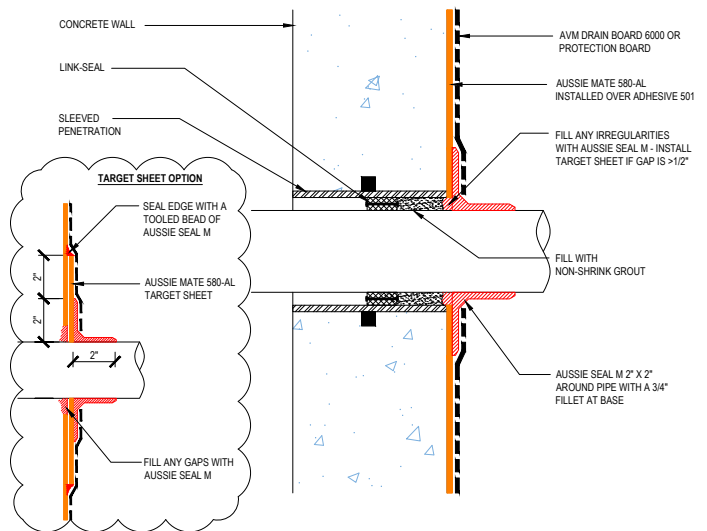 CONCRETE WALL
LINK-SEAL
SLEEVED
PENETRATION
TARGET SHEET OPTION
SEAL EDGE WITH A
TOOLED BEAD OF
AUSSIE SEAL M
2"
AUSSIE MATE 580-AL
TARGET SHEET
2"
2"
FILL ANY GAPS WITH
AUSSIE SEAL M
AVM DRAIN BOARD 6000 OR
PROTECTION BOARD
AUSSIE MATE 580-AL
INSTALLED OVER ADHESIVE 501
FILL ANY IRREGULARITIES
WITH AUSSIE SEAL M - INSTALL
TARGET SHEET IF GAP IS >1/2"
FILL WITH
NON-SHRINK GROUT
AUSSIE SEAL M 2" X 2"
AROUND PIPE WITH A 3/4"
FILLET AT BASE